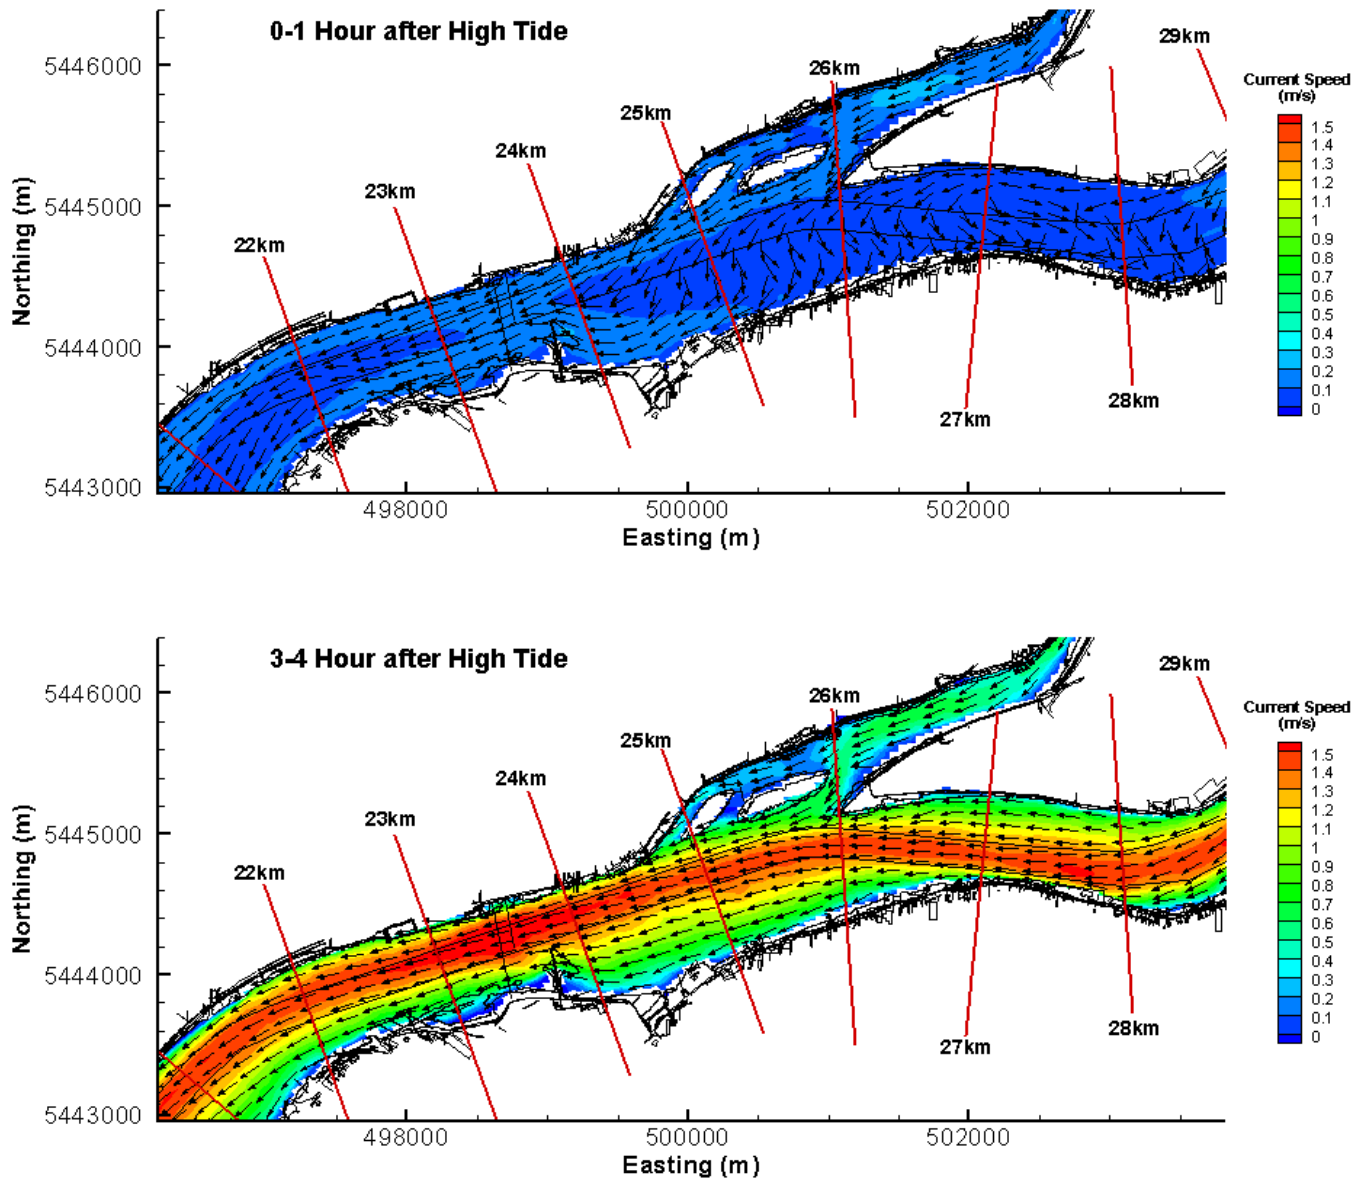 0-1 Hour after High Tide
29km
5446000
26km
Current Speed
(m/s)
25km
1.5
1.4
1.3
1.2
1.1
1
0.9
0.8
0.7
0.6
0.5
0.4
0.3
0.2
0.1
0
24km
23km
5445000
22km
Northing (m)
5444000
28km
27km
5443000
498000
500000
502000
Easting (m)
3-4 Hour after High Tide
29km
5446000
26km
Current Speed
(m/s)
25km
1.5
1.4
1.3
1.2
1.1
1
0.9
0.8
0.7
0.6
0.5
0.4
0.3
0.2
0.1
0
24km
23km
5445000
22km
Northing (m)
5444000
28km
27km
5443000
498000
500000
502000
Easting (m)